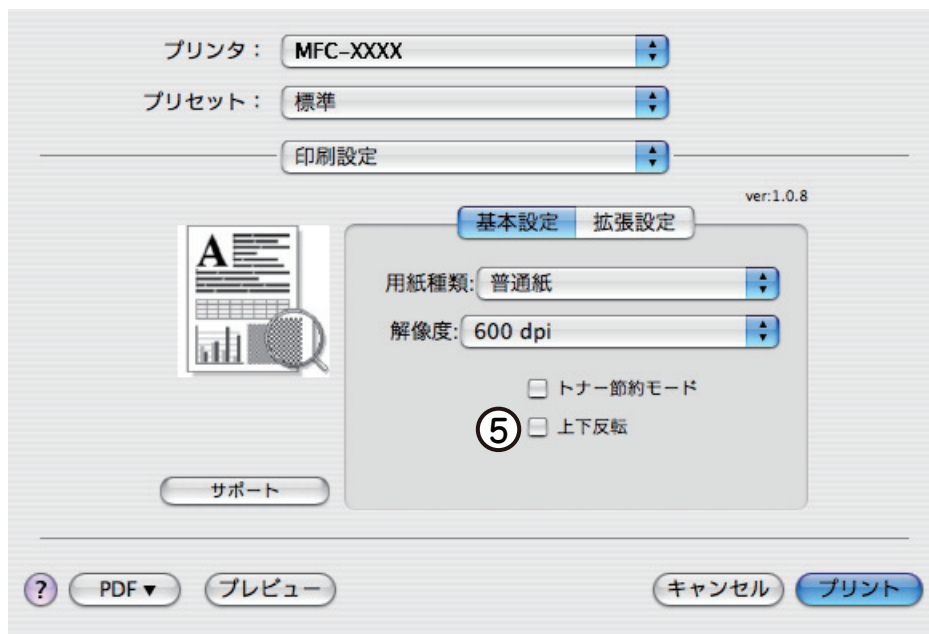 プリンタ： MFC-XXXX
プリセット： 標準
印刷設定
ver:1.0.8
基本設定 拡張設定
A
用紙種類: 普通紙
解像度: 600 dpi
トナー節約モード
⑤ 上下反転
サポート
? PDF▼ プレビュー キャンセル プリント